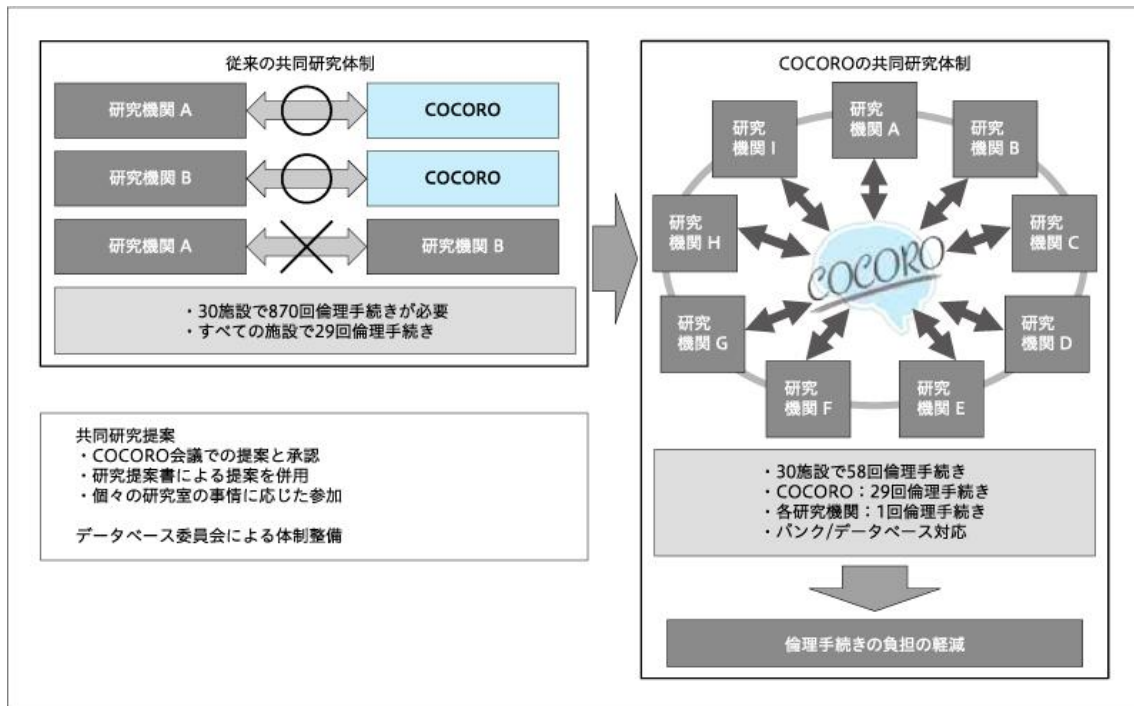 従来の共同研究体制
研究機関 A
COCORO
研究機関 B
COCORO
研究機関 A
研究機関 B
・30施設で870回倫理手続きが必要
・すべての施設で29回倫理手続き
共同研究提案
・COCORO会議での提案と承認
・研究提案書による提案を併用
・個々の研究室の事情に応じた参加
データベース委員会による体制整備
COCOROの共同研究体制
研究
機関 A
研究
機関 B
研究
機関 C
研究
機関 D
研究
機関 E
研究
機関 F
研究
機関 G
研究
機関 H
研究
機関 I
COCORO
・30施設で58回倫理手続き
・COCORO：29回倫理手続き
・各研究機関：1回倫理手続き
・バンク/データベース対応
倫理手続きの負担の軽減